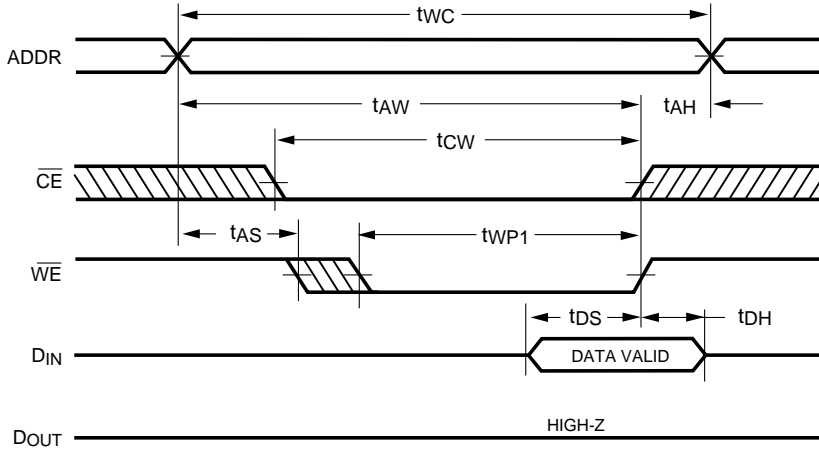 tWC
ADDR
tAW
tAH
tCW
CE
tAS
tWP1
WE
tDS
tDH
DIN
DATA VALID
HIGH-Z
DOUT